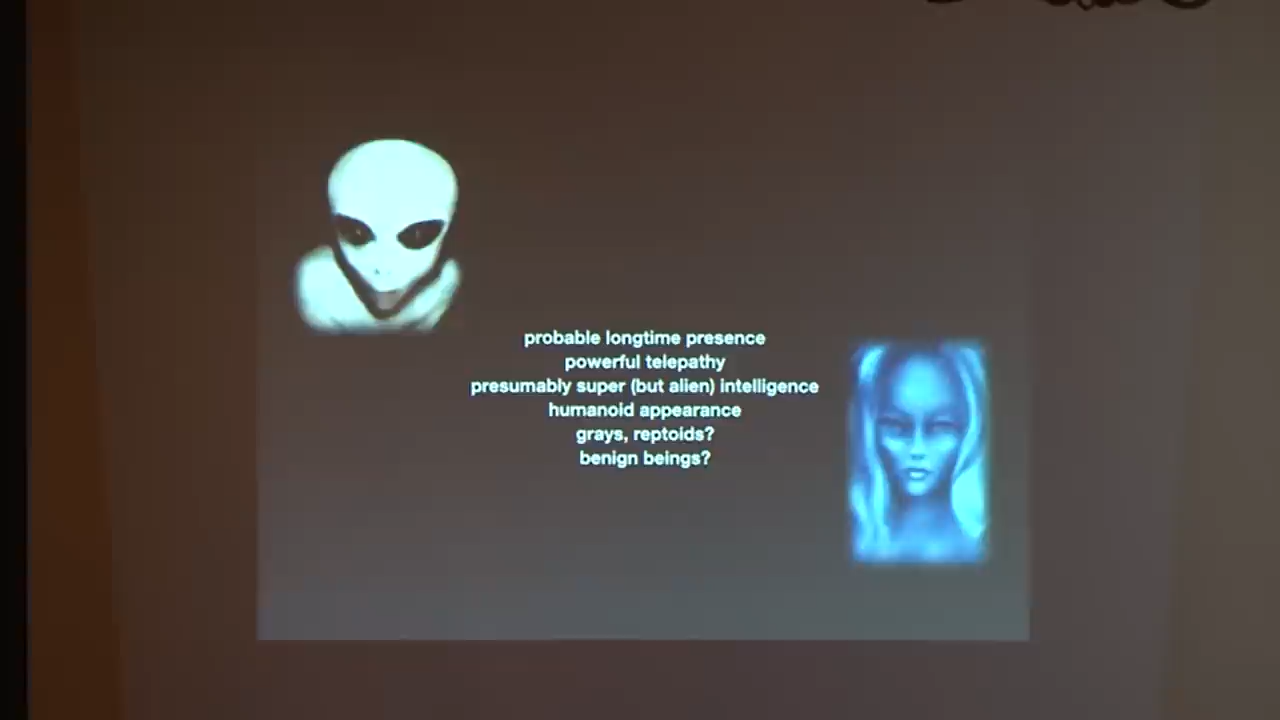 probable longtime presence
powerful telepathy
presumably super (but alien) intelligence
humanoid appearance
grays, reptoids?
benign beings?